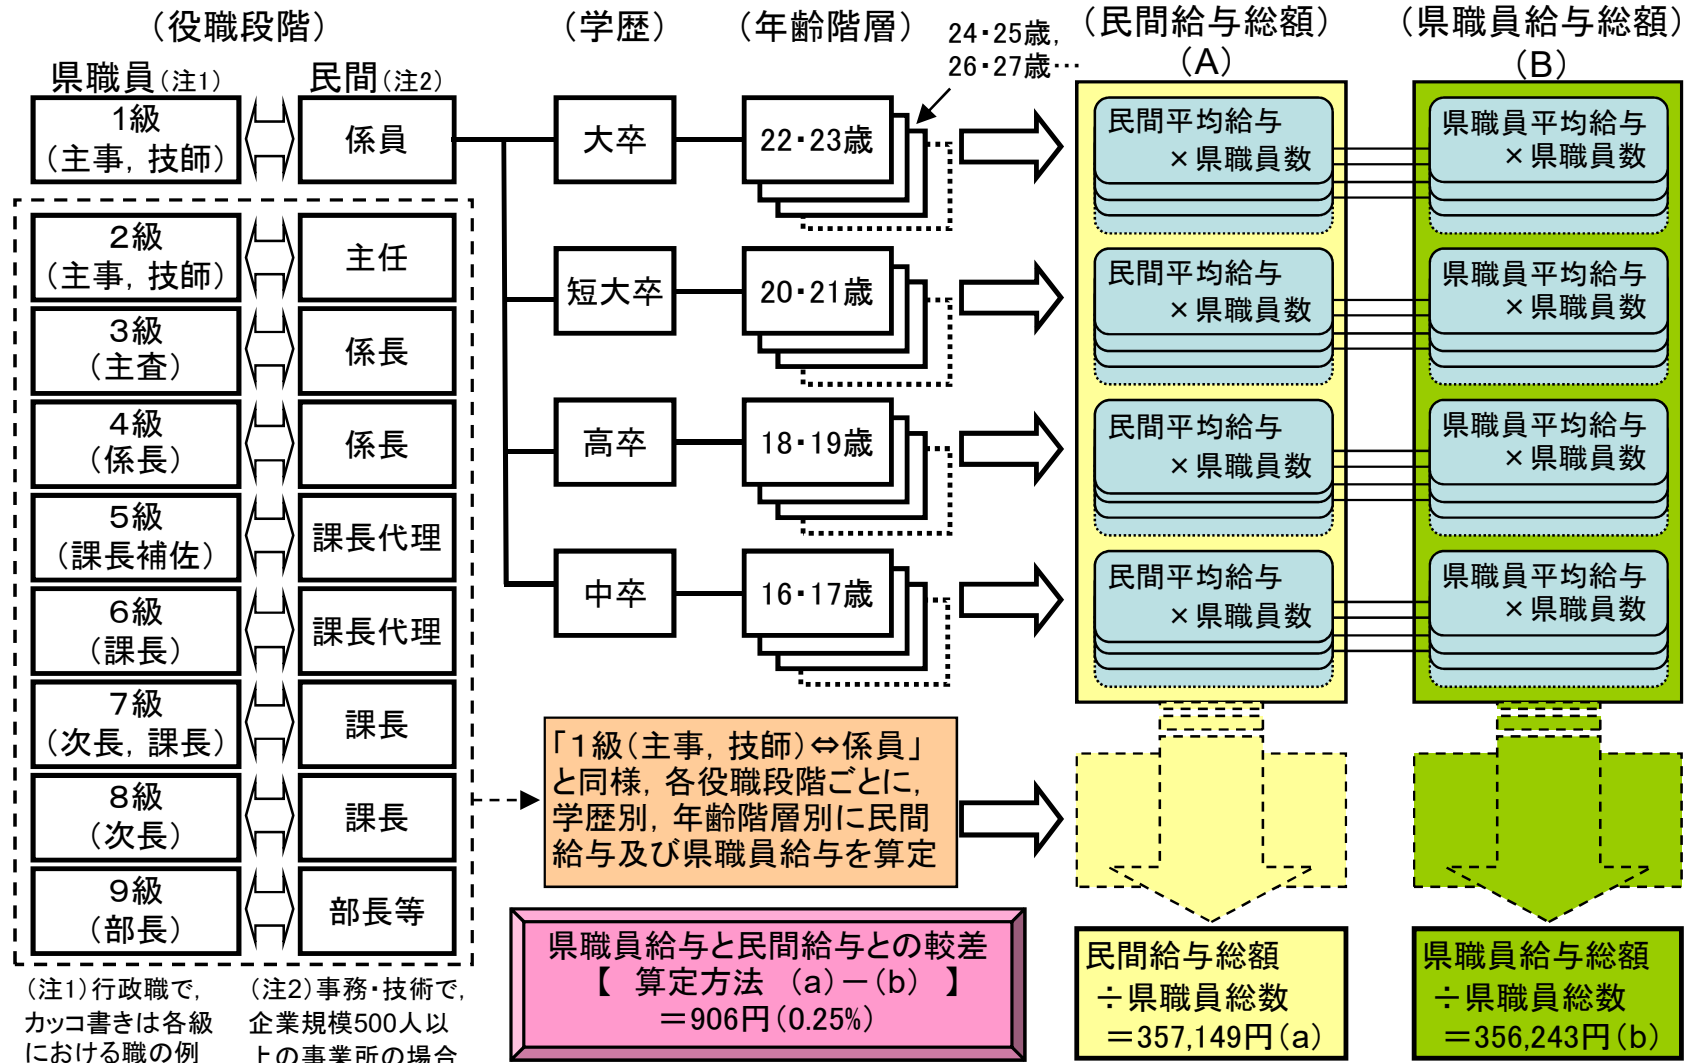 （役職段階）
（学歴）
（年齢階層）
24・25歳，
26・27歳…
（民間給与総額）
（A）
（県職員給与総額）
（B）
県職員（注1）
民間（注2）
1級
（主事，技師）
係員
2級
（主事，技師）
主任
3級
（主査）
係長
4級
（係長）
係長
5級
（課長補佐）
課長代理
6級
（課長）
課長代理
7級
（次長，課長）
課長
8級
（次長）
課長
9級
（部長）
部長等
大卒
22・23歳
短大卒
20・21歳
高卒
18・19歳
中卒
16・17歳
民間平均給与
×県職員数
県職員平均給与
×県職員数
民間平均給与
×県職員数
県職員平均給与
×県職員数
民間平均給与
×県職員数
県職員平均給与
×県職員数
民間平均給与
×県職員数
県職員平均給与
×県職員数
「1級（主事，技師）⇔係員」
と同様，各役職段階ごとに，
学歴別，年齢階層別に民間
給与及び県職員給与を算定
県職員給与と民間給与との較差
【 算定方法 （a）－（b） 】
＝906円（0.25%）
民間給与総額
÷県職員総数
＝357,149円（a）
県職員給与総額
÷県職員総数
＝356,243円（b）
（注1）行政職で，
カッコ書きは各級
における職の例
（注2）事務・技術で，
企業規模500人以
上の事業所の場合